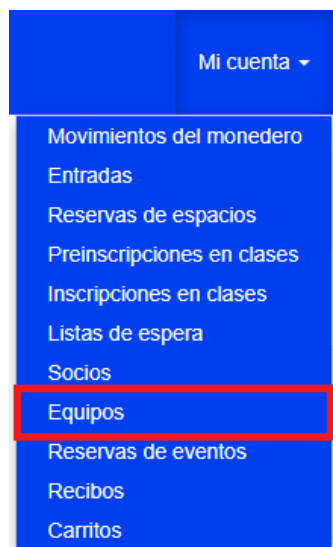 Mi cuenta
Movimientos del monedero
Entradas
Reservas de espacios
Preinscripciones en clases
Inscripciones en clases
Listas de espera
Socios
Equipos
Reservas de eventos
Recibos
Carritos